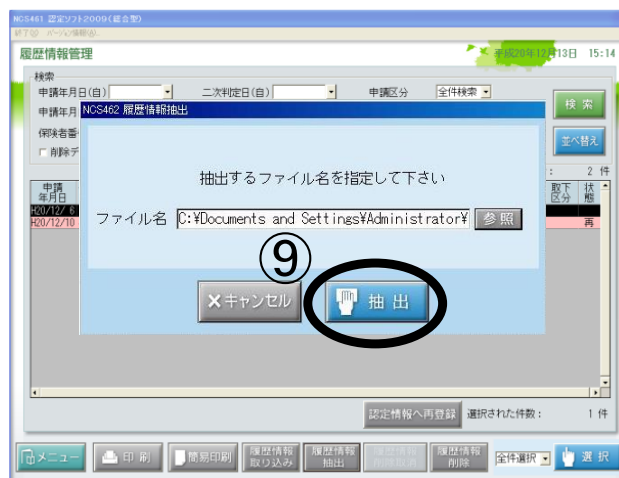 NCS461 認定ソフト2009(総合型)
終了(X) バージョン情報(A)
履歴情報管理 平成20年12月13日 15:14
検索
申請年月日(自) 二次判定日(自) 申請区分 全件検索
申請年月
検 索
保険者番
削除デ
並べ替え
: 2 件
申請
年月日
取下
区分
状
態
H20/12/ 6
H20/12/10 再
NCS462 履歴情報抽出
抽出するファイル名を指定して下さい
ファイル名 C:¥Documents and Settings¥Administrator¥ 参照
⑨
×キャンセル 抽 出
認定情報へ再登録 選択された件数: 1 件
メニュー 印 刷 簡易印刷
履歴情報
取り込み
履歴情報
抽出
履歴情報
削除
全件選択 選 択